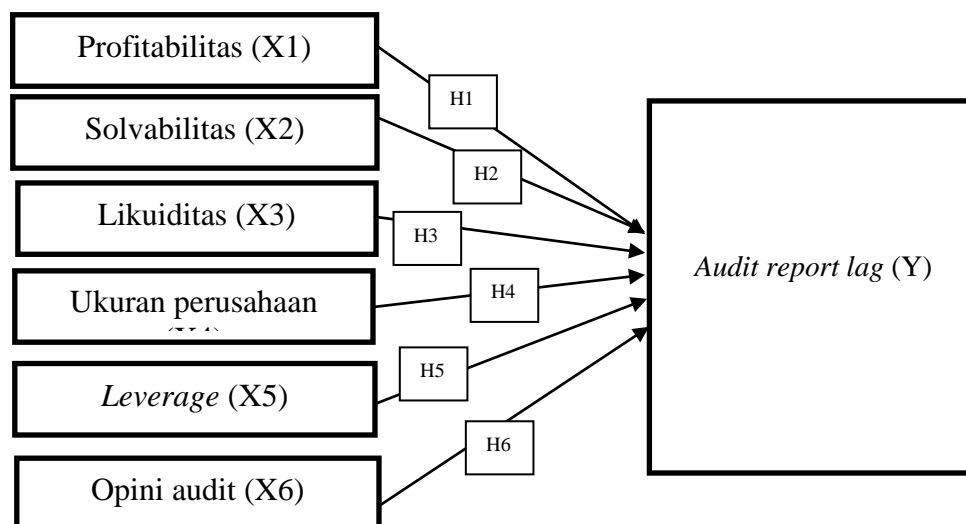 Profitabilitas (X1)
H1
Solvabilitas (X2)
H2
Likuiditas (X3)
H3
Audit report lag (Y)
Ukuran perusahaan
H4
Leverage (X5)
H5
Opini audit (X6)
H6